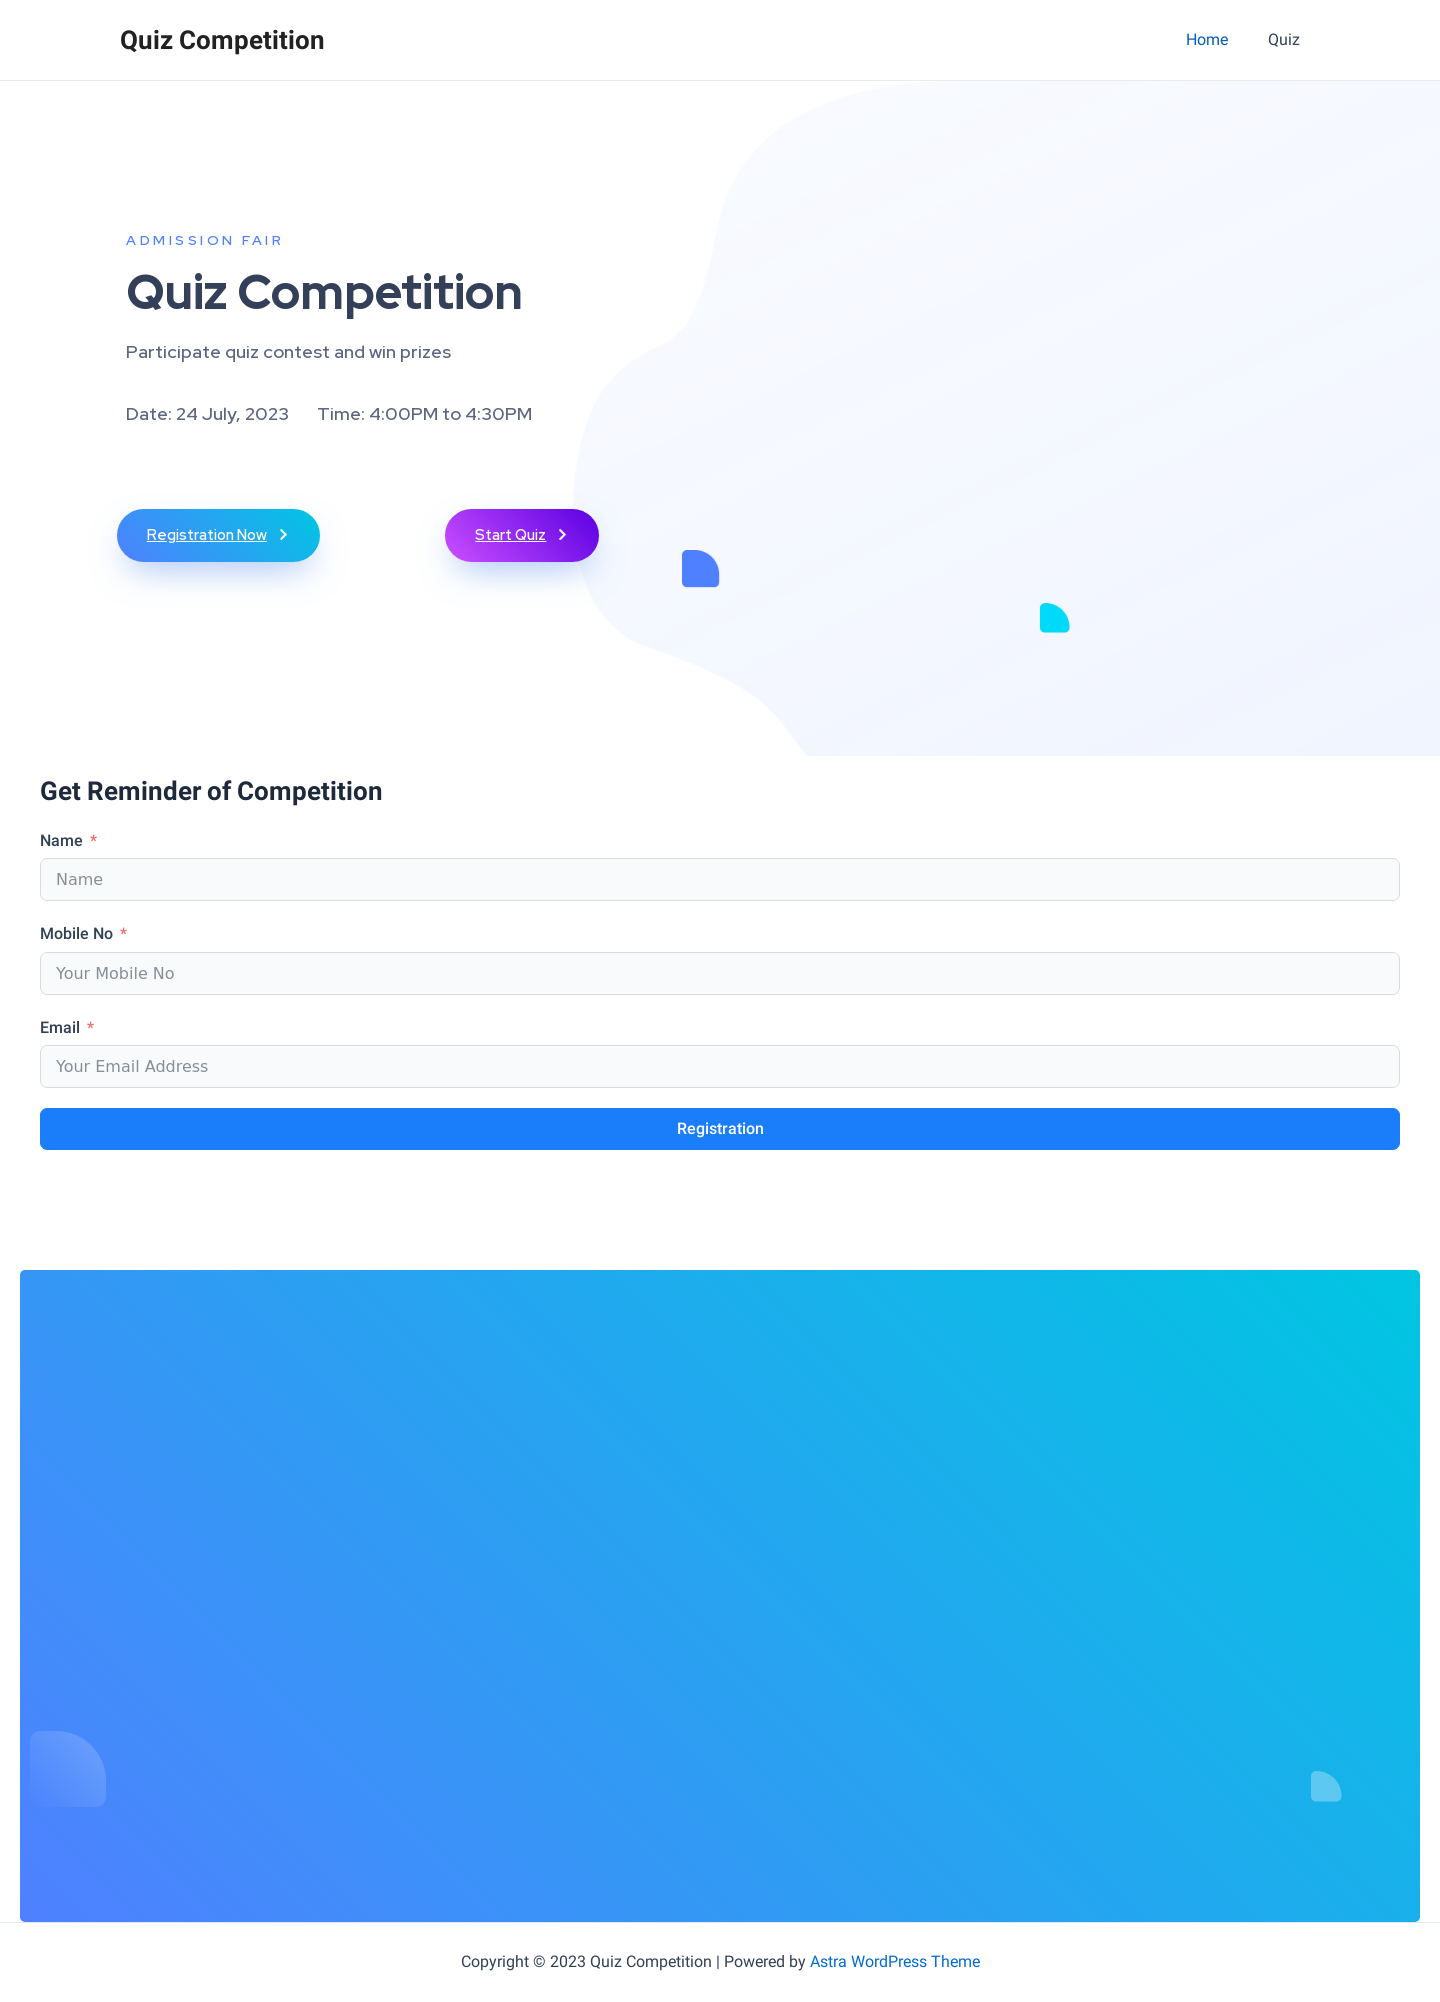 Quiz Competition
Home
Quiz
ADMISSION FAIR
Quiz Competition
Participate quiz contest and win prizes
Date: 24 July, 2023 Time: 4:00PM to 4:30PM
Registration Now
Start Quiz
Get Reminder of Competition
Name *
Name
Mobile No *
Your Mobile No
Email *
Your Email Address
Registration
Copyright © 2023 Quiz Competition | Powered by Astra WordPress Theme